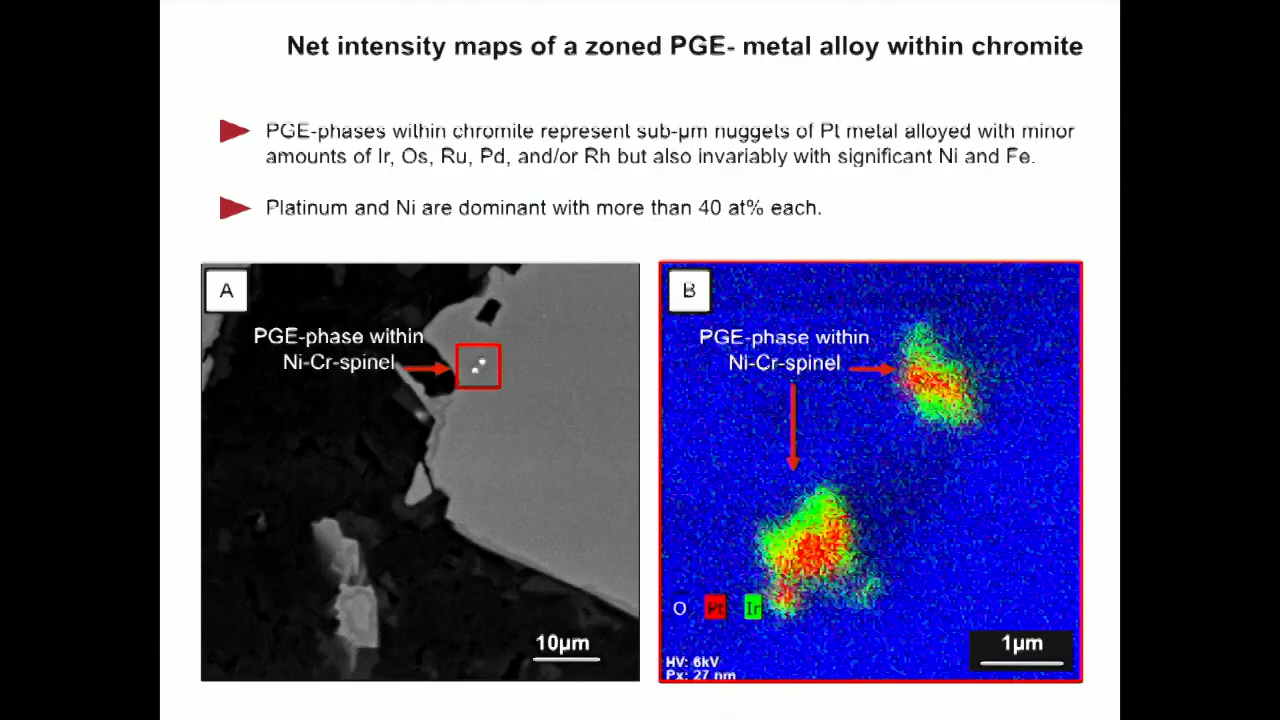 Net intensity maps of a zoned PGE- metal alloy within chromite
PGE-phases within chromite represent sub-µm nuggets of Pt metal alloyed with minor
amounts of Ir, Os, Ru, Pd, and/or Rh but also invariably with significant Ni and Fe.
Platinum and Ni are dominant with more than 40 at% each.
A
PGE-phase within
Ni-Cr-spinel
10µm
B
PGE-phase within
Ni-Cr-spinel
O Pt Ir
1µm
HV: 6kV
Px: 27 nm